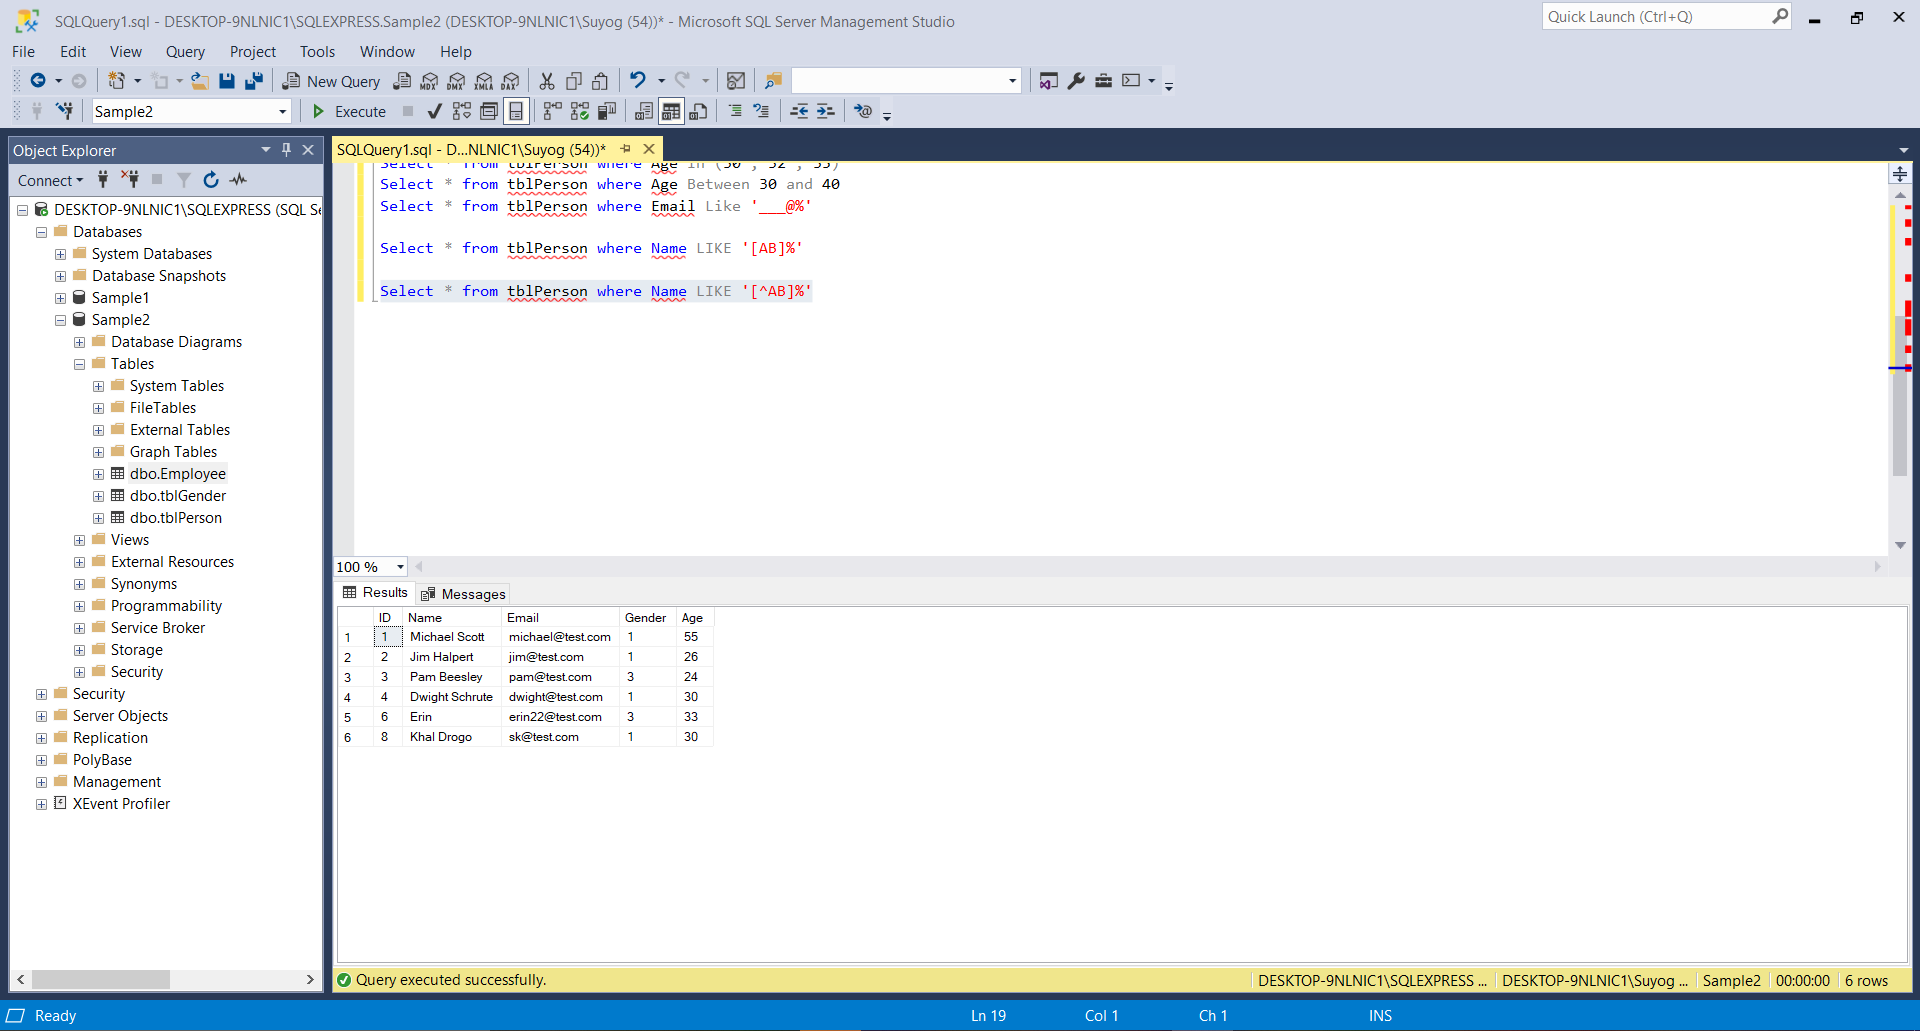 SQLQuery1.sql - DESKTOP-9NLNIC1\SQLEXPRESS.Sample2 (DESKTOP-9NLNIC1\Suyog (54))* - Microsoft SQL Server Management Studio
Quick Launch (Ctrl+Q)
File Edit View Query Project Tools Window Help
New Query MDX DMX XMLA DAX
Sample2 Execute
Object Explorer
Connect
DESKTOP-9NLNIC1\SQLEXPRESS (SQL Se
Databases
System Databases
Database Snapshots
Sample1
Sample2
Database Diagrams
Tables
System Tables
FileTables
External Tables
Graph Tables
dbo.Employee
dbo.tblGender
dbo.tblPerson
Views
External Resources
Synonyms
Programmability
Service Broker
Storage
Security
Security
Server Objects
Replication
PolyBase
Management
XEvent Profiler
SQLQuery1.sql - D...NLNIC1\Suyog (54))*
Select * from tblPerson where Age in (30 , 32 , 33)
Select * from tblPerson where Age Between 30 and 40
Select * from tblPerson where Email Like '___@%'
Select * from tblPerson where Name LIKE '[AB]%'
Select * from tblPerson where Name LIKE '[^AB]%'
100 %
Results Messages
ID Name Email Gender Age
1 1 Michael Scott michael@test.com 1 55
2 2 Jim Halpert jim@test.com 1 26
3 3 Pam Beesley pam@test.com 3 24
4 4 Dwight Schrute dwight@test.com 1 30
5 6 Erin erin22@test.com 3 33
6 8 Khal Drogo sk@test.com 1 30
Query executed successfully. DESKTOP-9NLNIC1\SQLEXPRESS ... DESKTOP-9NLNIC1\Suyog ... Sample2 00:00:00 6 rows
Ready Ln 19 Col 1 Ch 1 INS